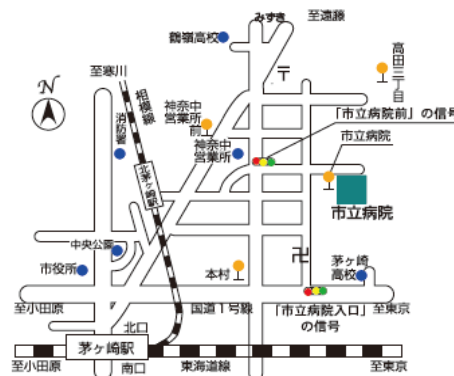 みずき
至遠藤
鶴嶺高校
高田三丁目
N
至寒川
相模線
神奈中
営業所
前
「市立病院前」の信号
消防署
神奈中
営業所
市立病院
北茅ヶ崎駅
市立病院
中央公園
市役所
本村
茅ヶ崎
高校
至小田原
国道1号線
「市立病院入口」
の信号
至東京
北口
茅ヶ崎駅
至小田原
南口
東海道線
至東京